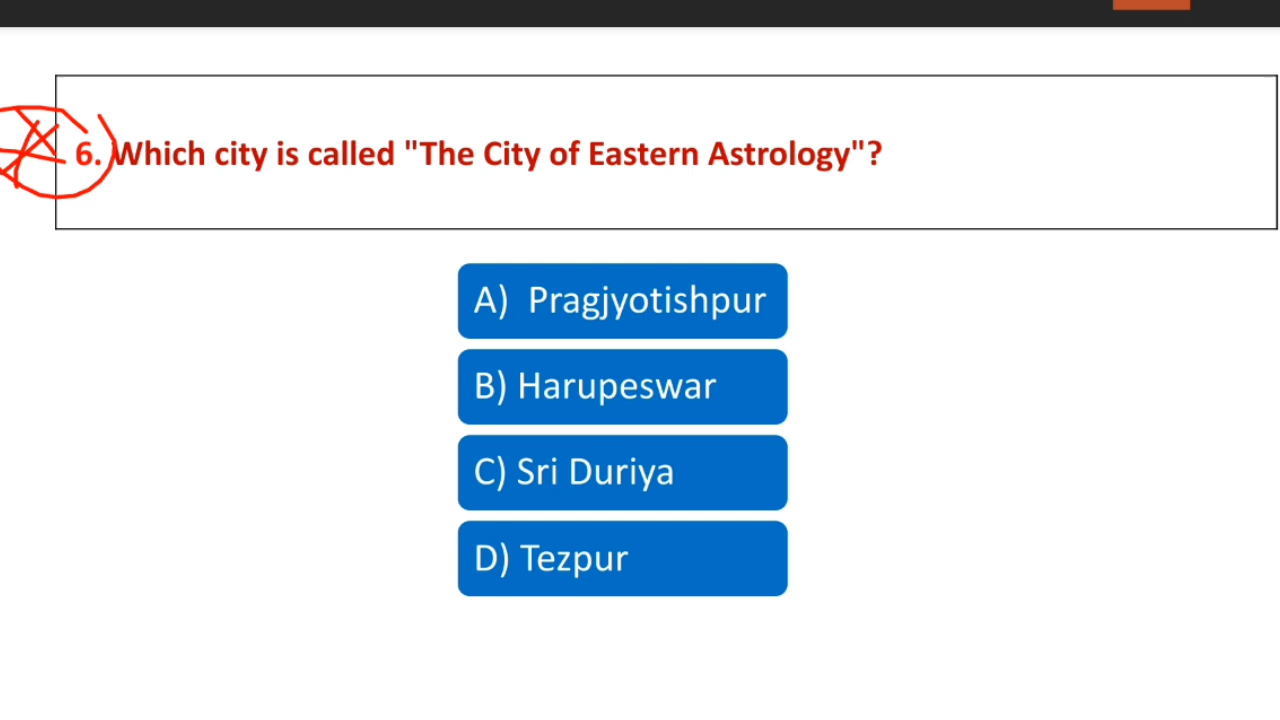 6. Which city is called "The City of Eastern Astrology"?
A) Pragjyotishpur
B) Harupeswar
C) Sri Duriya
D) Tezpur